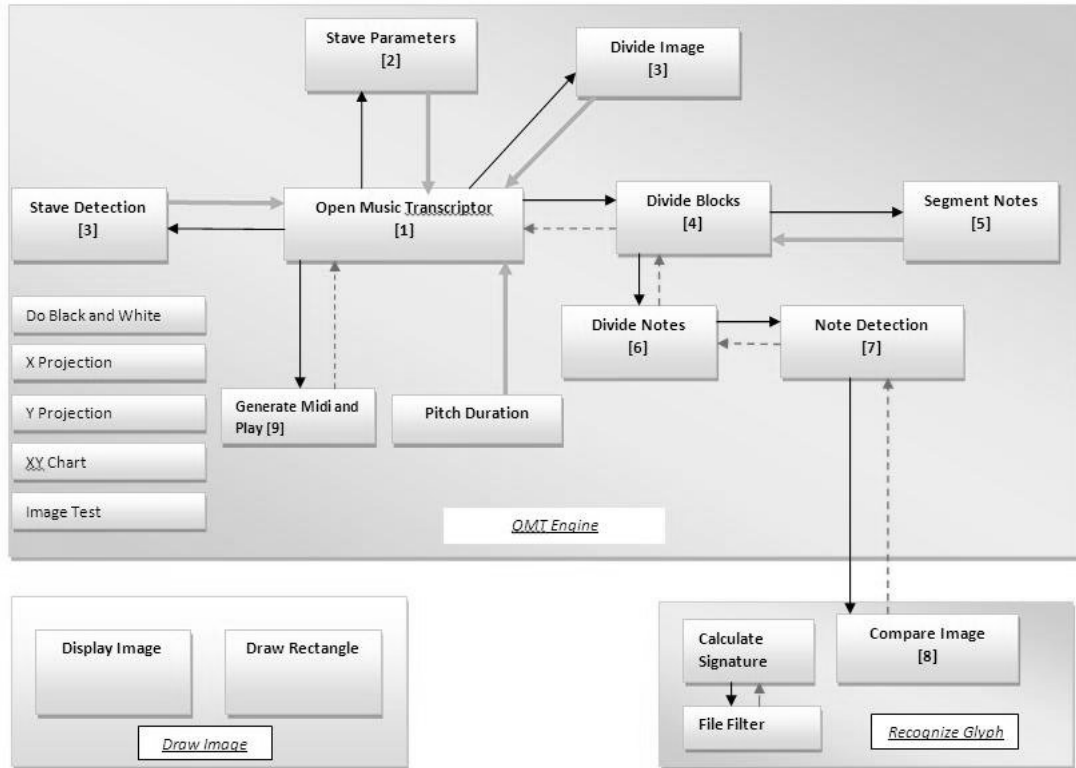 Stave Parameters
[2]
Divide Image
[3]
Stave Detection
[3]
Open Music Transcriptor
[1]
Divide Blocks
[4]
Segment Notes
[5]
Do Black and White
X Projection
Y Projection
XY Chart
Image Test
Divide Notes
[6]
Note Detection
[7]
Generate Midi and
Play [9]
Pitch Duration
OMT Engine
Display Image
Draw Rectangle
Draw Image
Calculate
Signature
File Filter
Compare Image
[8]
Recognize Glyph